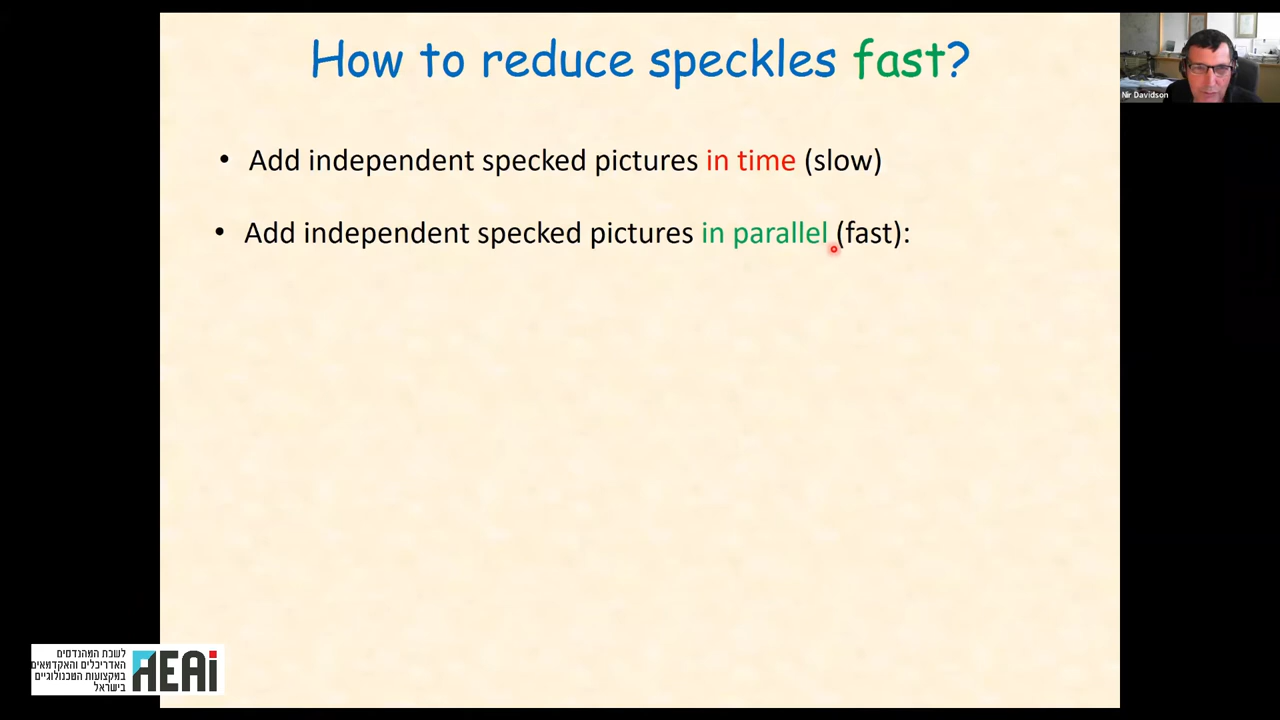 How to reduce speckles fast?
Nir Davidson
• Add independent specked pictures in time (slow)
• Add independent specked pictures in parallel (fast):
לשכת המהנדסים
האדריכלים והאקדמאים
במקצועות הטכנולוגיים
בישראל
AEAi